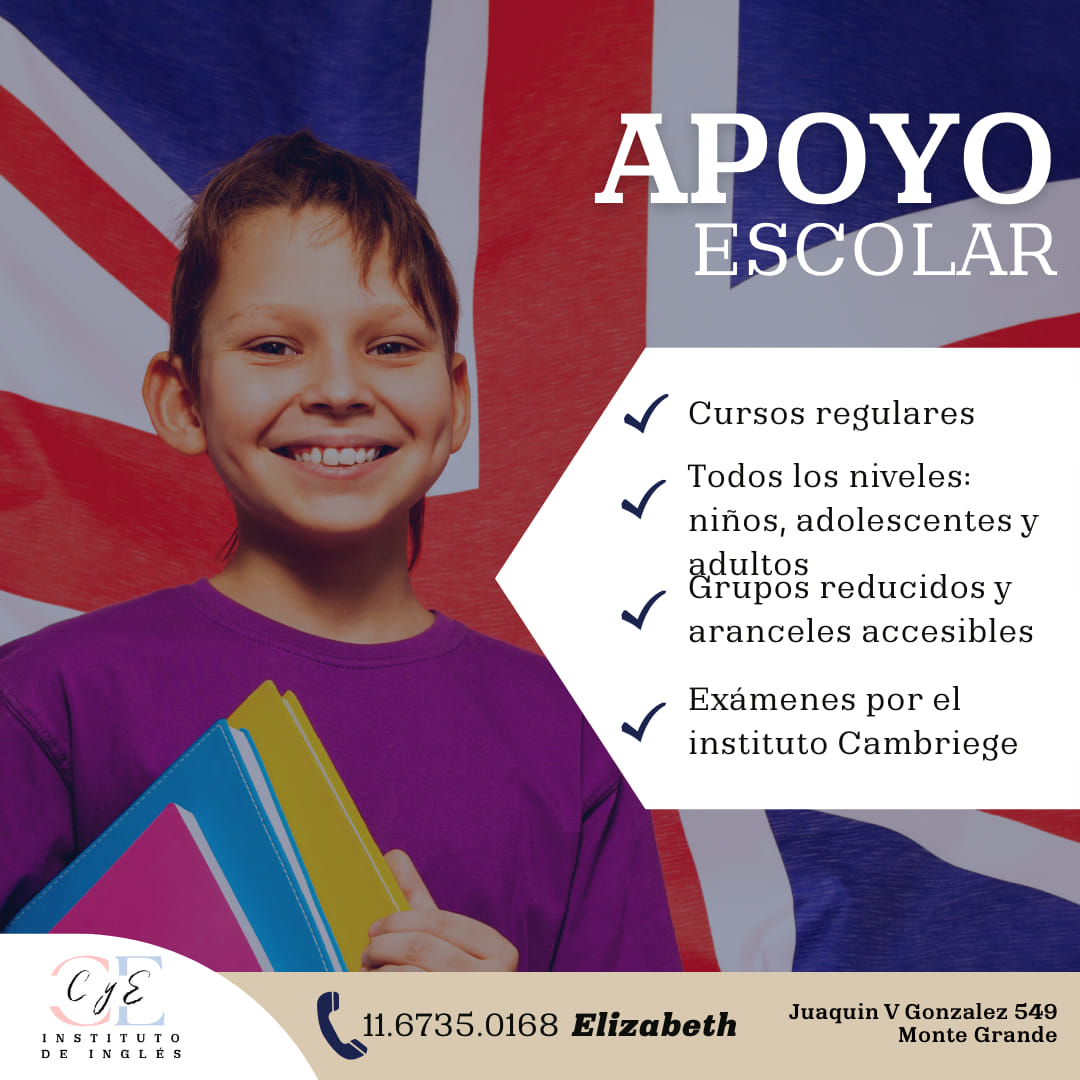 APOYO
ESCOLAR
Cursos regulares
Todos los niveles:
niños, adolescentes y
adultos
Grupos reducidos y
aranceles accesibles
Exámenes por el
instituto Cambriege
CE
C y E
INSTITUTO
DE INGLÉS
11.6735.0168 Elizabeth
Juaquin V Gonzalez 549
Monte Grande